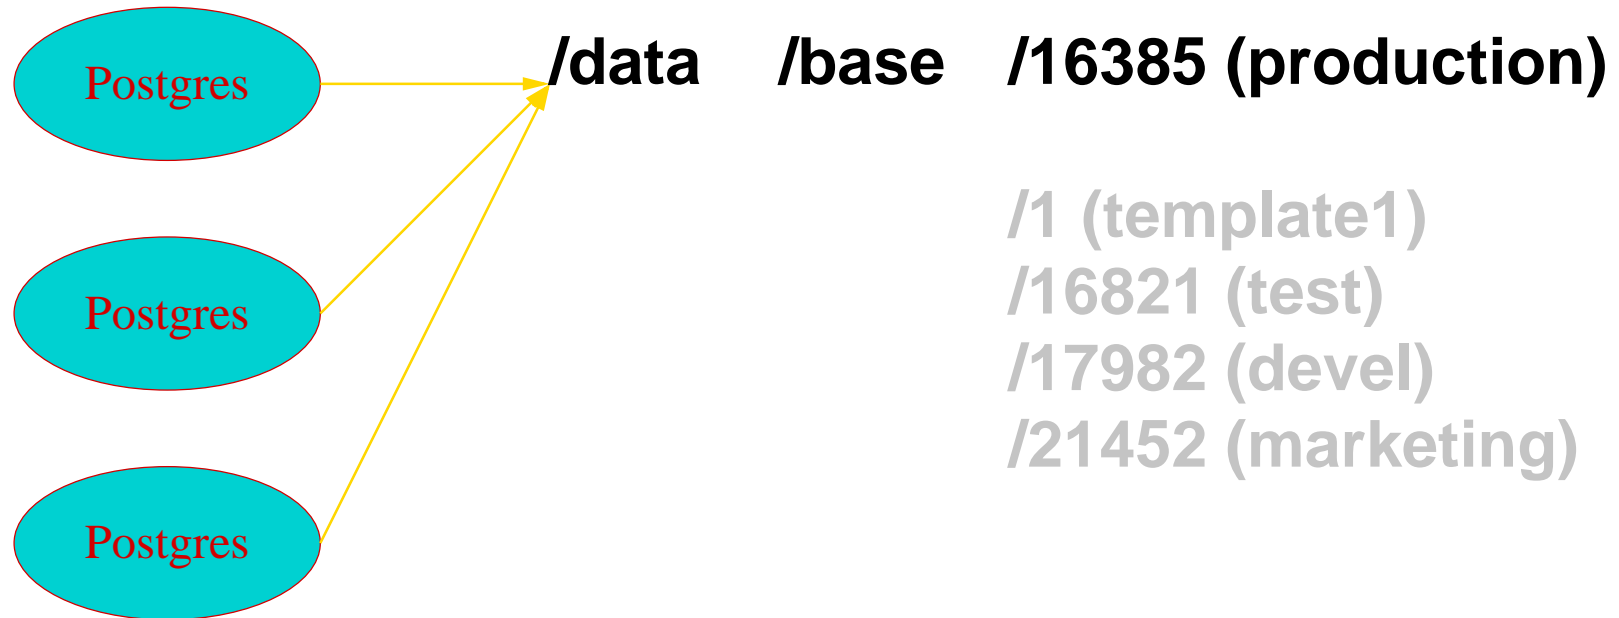 Postgres /data /base /16385 (production)
/1 (template1)
/16821 (test)
Postgres
/17982 (devel)
/21452 (marketing)
Postgres